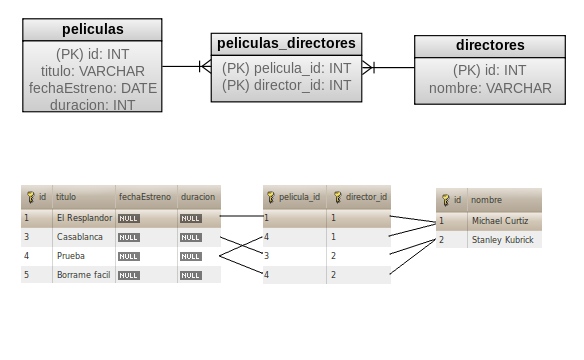 peliculas
(PK) id: INT
titulo: VARCHAR
fechaEstreno: DATE
duracion: INT
peliculas_directores
(PK) pelicula_id: INT
(PK) director_id: INT
directores
(PK) id: INT
nombre: VARCHAR
id titulo fechaEstreno duracion
1 El Resplandor NULL NULL
3 Casablanca NULL NULL
4 Prueba NULL NULL
5 Borrame facil NULL NULL
pelicula_id director_id
1 1
4 1
3 2
4 2
id nombre
1 Michael Curtiz
2 Stanley Kubrick